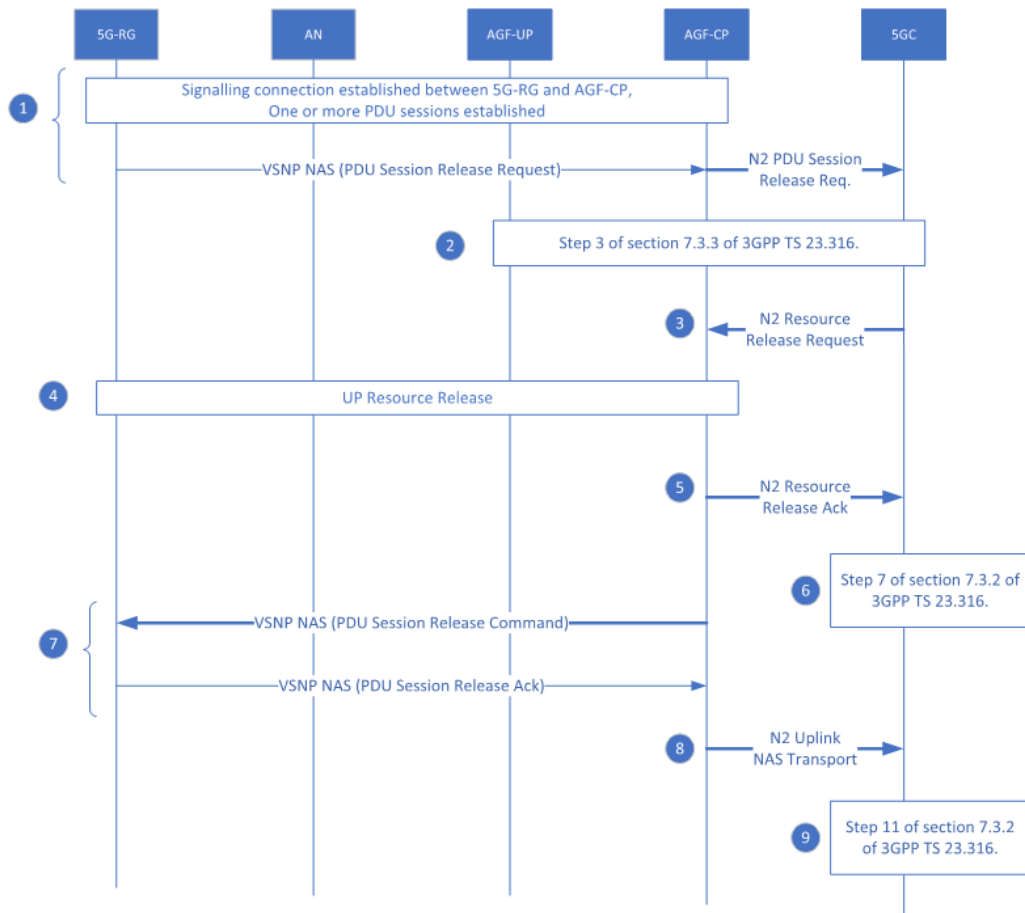 5G-RG
AN
AGF-UP
AGF-CP
5GC
1
Signalling connection established between 5G-RG and AGF-CP,
One or more PDU sessions established
VSNP NAS (PDU Session Release Request)
N2 PDU Session
Release Req.
2
Step 3 of section 7.3.3 of 3GPP TS 23.316.
3
N2 Resource
Release Request
4
UP Resource Release
5
N2 Resource
Release Ack
6
Step 7 of section 7.3.2 of
3GPP TS 23.316.
7
VSNP NAS (PDU Session Release Command)
VSNP NAS (PDU Session Release Ack)
8
N2 Uplink
NAS Transport
9
Step 11 of section 7.3.2
of 3GPP TS 23.316.